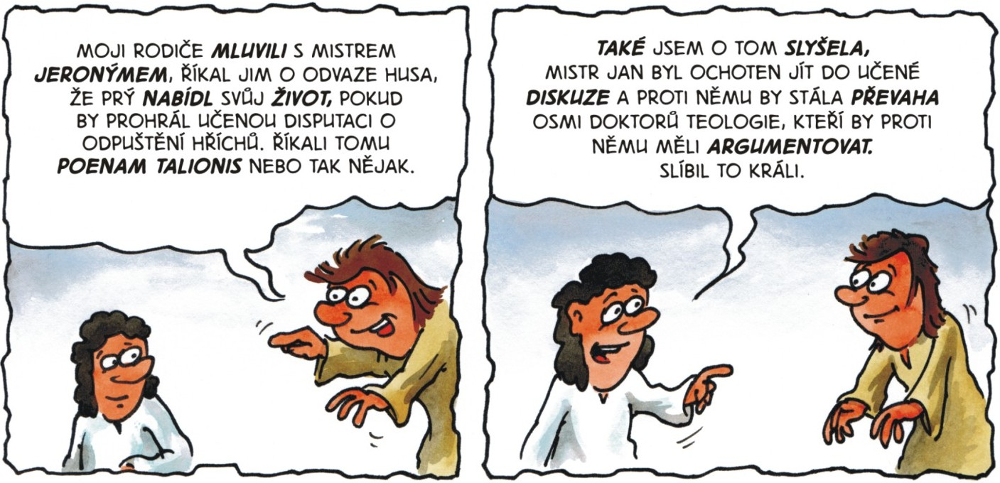 MOJI RODIČE MLUVILI S MISTREM
JERONÝMEM, ŘÍKAL JIM O ODVAZE HUSA,
ŽE PRÝ NABÍDL SVŮJ ŽIVOT, POKUD
BY PROHRÁL UČENOU DISPUTACI O
ODPUŠTĚNÍ HŘÍCHŮ. ŘÍKALI TOMU
POENAM TALIONIS NEBO TAK NĚJAK.
TAKÉ JSEM O TOM SLYŠELA,
MISTR JAN BYL OCHOTEN JÍT DO UČENÉ
DISKUZE A PROTI NĚMU BY STÁLA PŘEVAHA
OSMI DOKTORŮ TEOLOGIE, KTEŘÍ BY PROTI
NĚMU MĚLI ARGUMENTOVAT.
SLÍBIL TO KRÁLI.